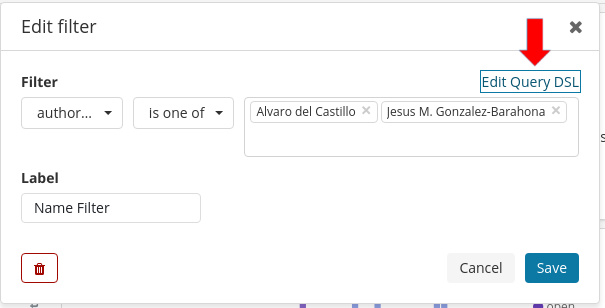 Edit filter
Edit Query DSL
Filter
author...
is one of
Alvaro del Castillo
Jesus M. Gonzalez-Barahona
Label
Name Filter
Cancel
Save
open